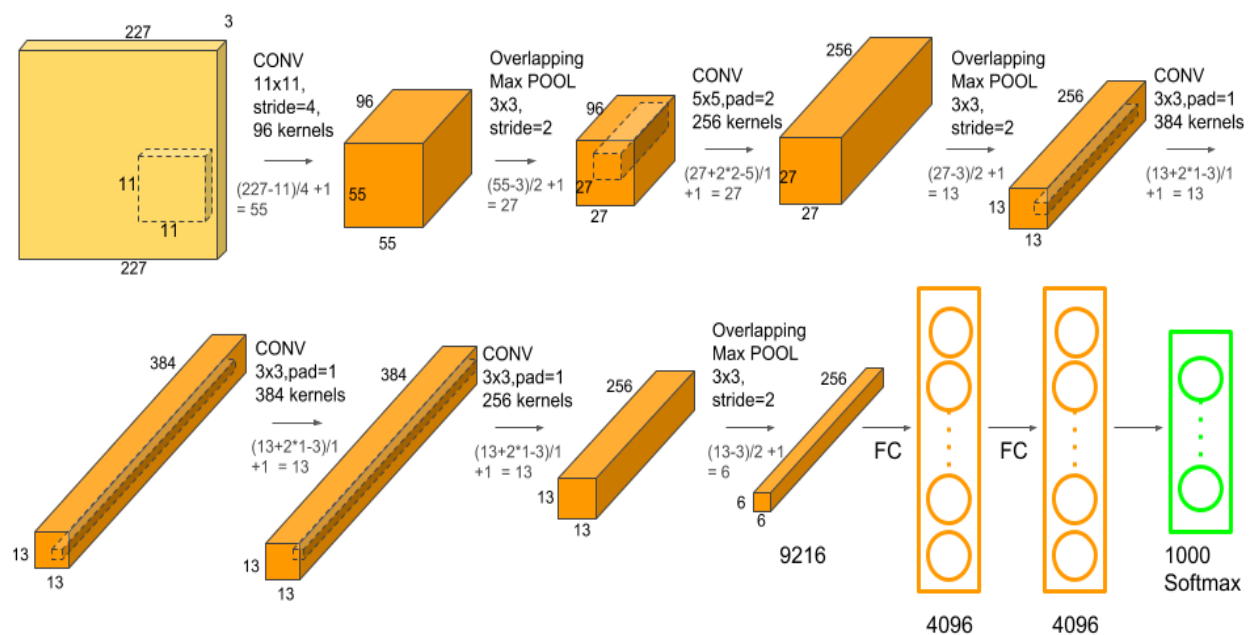 227
3
CONV
11x11,
stride=4,
96 kernels
(227-11)/4 +1
= 55
11
11
227
96
55
55
Overlapping
Max POOL
3x3,
stride=2
(55-3)/2 +1
= 27
96
27
27
CONV
5x5,pad=2
256 kernels
(27+2*2-5)/1
+1 = 27
256
27
27
Overlapping
Max POOL
3x3,
stride=2
(27-3)/2 +1
= 13
256
13
13
CONV
3x3,pad=1
384 kernels
(13+2*1-3)/1
+1 = 13
384
13
13
CONV
3x3,pad=1
384 kernels
(13+2*1-3)/1
+1 = 13
384
13
13
CONV
3x3,pad=1
256 kernels
(13+2*1-3)/1
+1 = 13
256
13
13
Overlapping
Max POOL
3x3,
stride=2
(13-3)/2 +1
= 6
256
6
6
9216
FC
4096
FC
4096
1000
Softmax